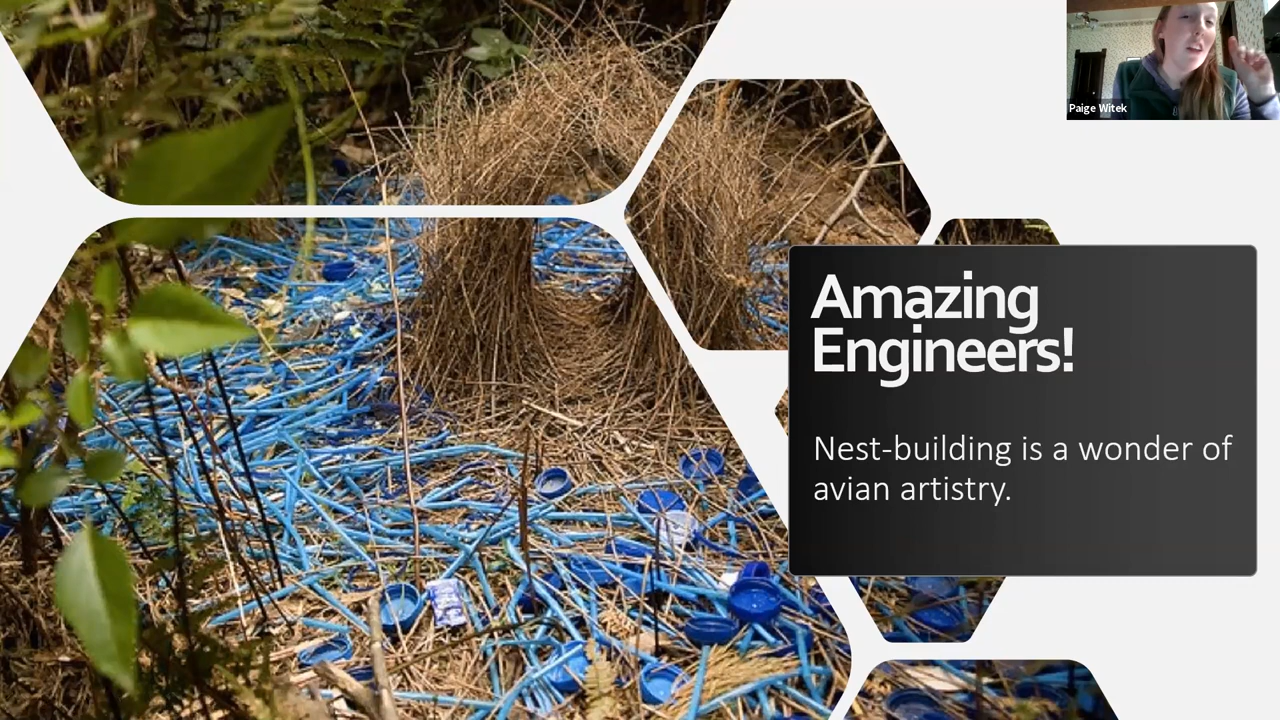 Paige Witek
Amazing
Engineers!
Nest-building is a wonder of
avian artistry.